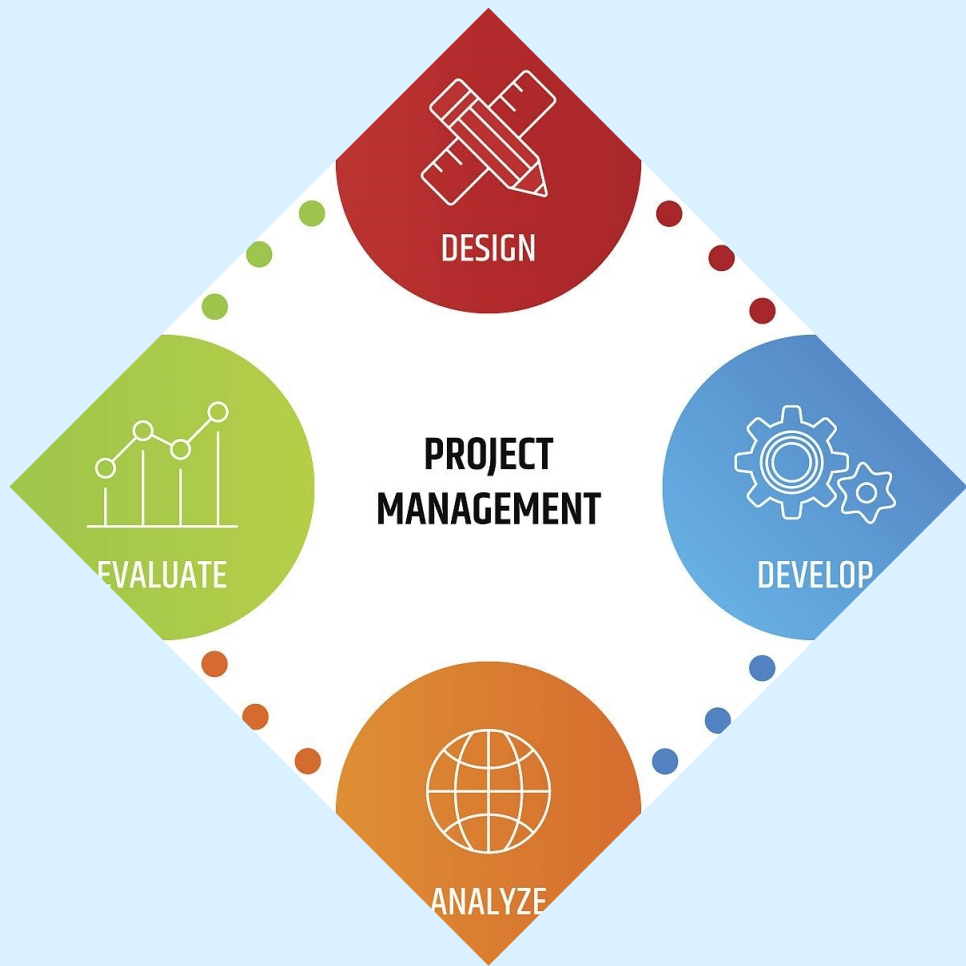 DESIGN
PROJECT
MANAGEMENT
EVALUATE
DEVELOP
ANALYZE